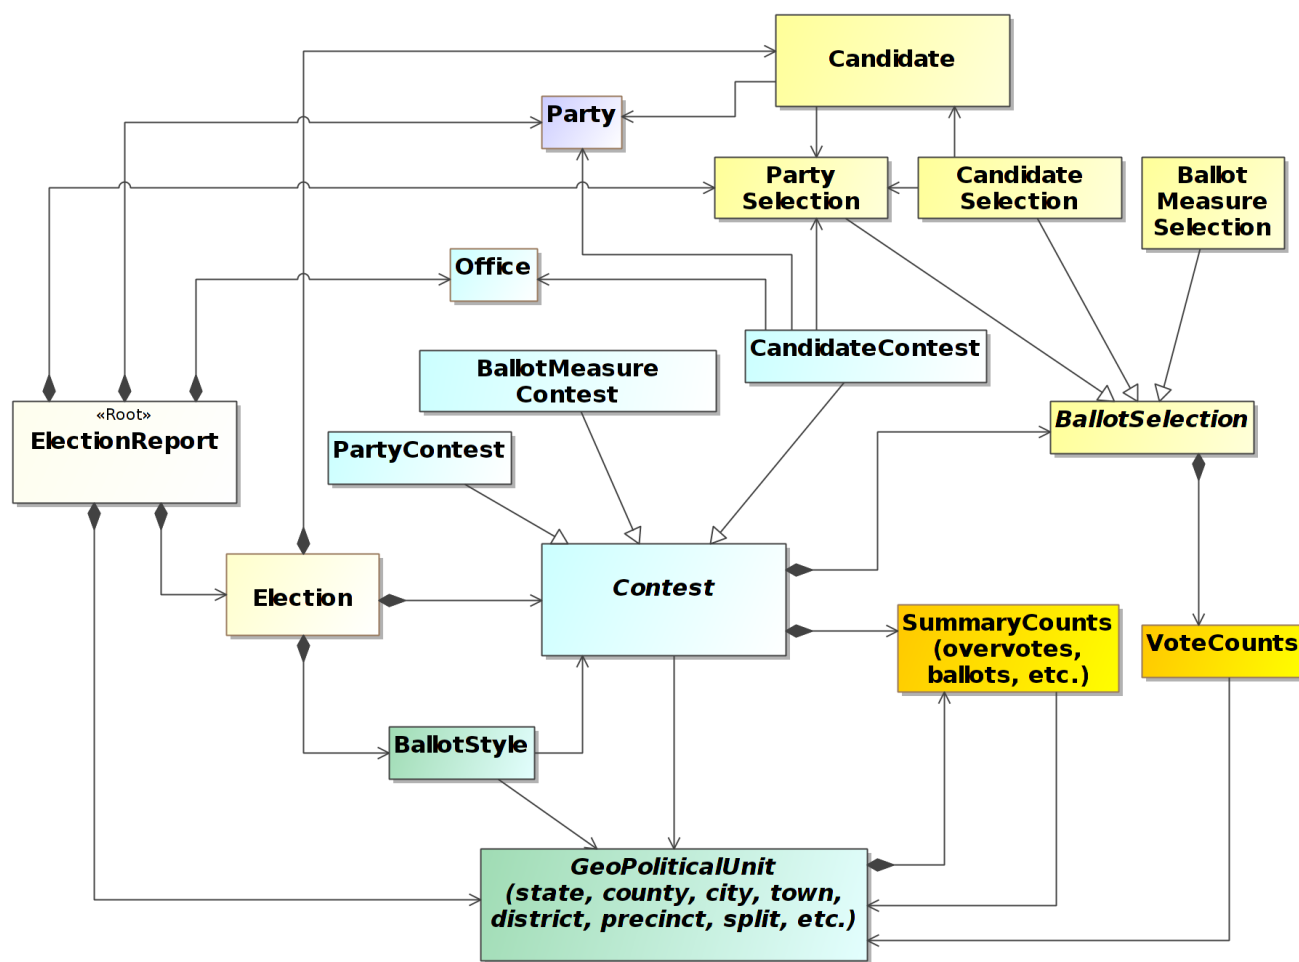 Candidate
Party
Party
Selection
Candidate
Selection
Ballot
Measure
Selection
Office
CandidateContest
BallotMeasure
Contest
«Root»
ElectionReport
BallotSelection
PartyContest
Contest
Election
SummaryCounts
(overvotes,
ballots, etc.)
VoteCounts
BallotStyle
GeoPoliticalUnit
(state, county, city, town,
district, precinct, split, etc.)